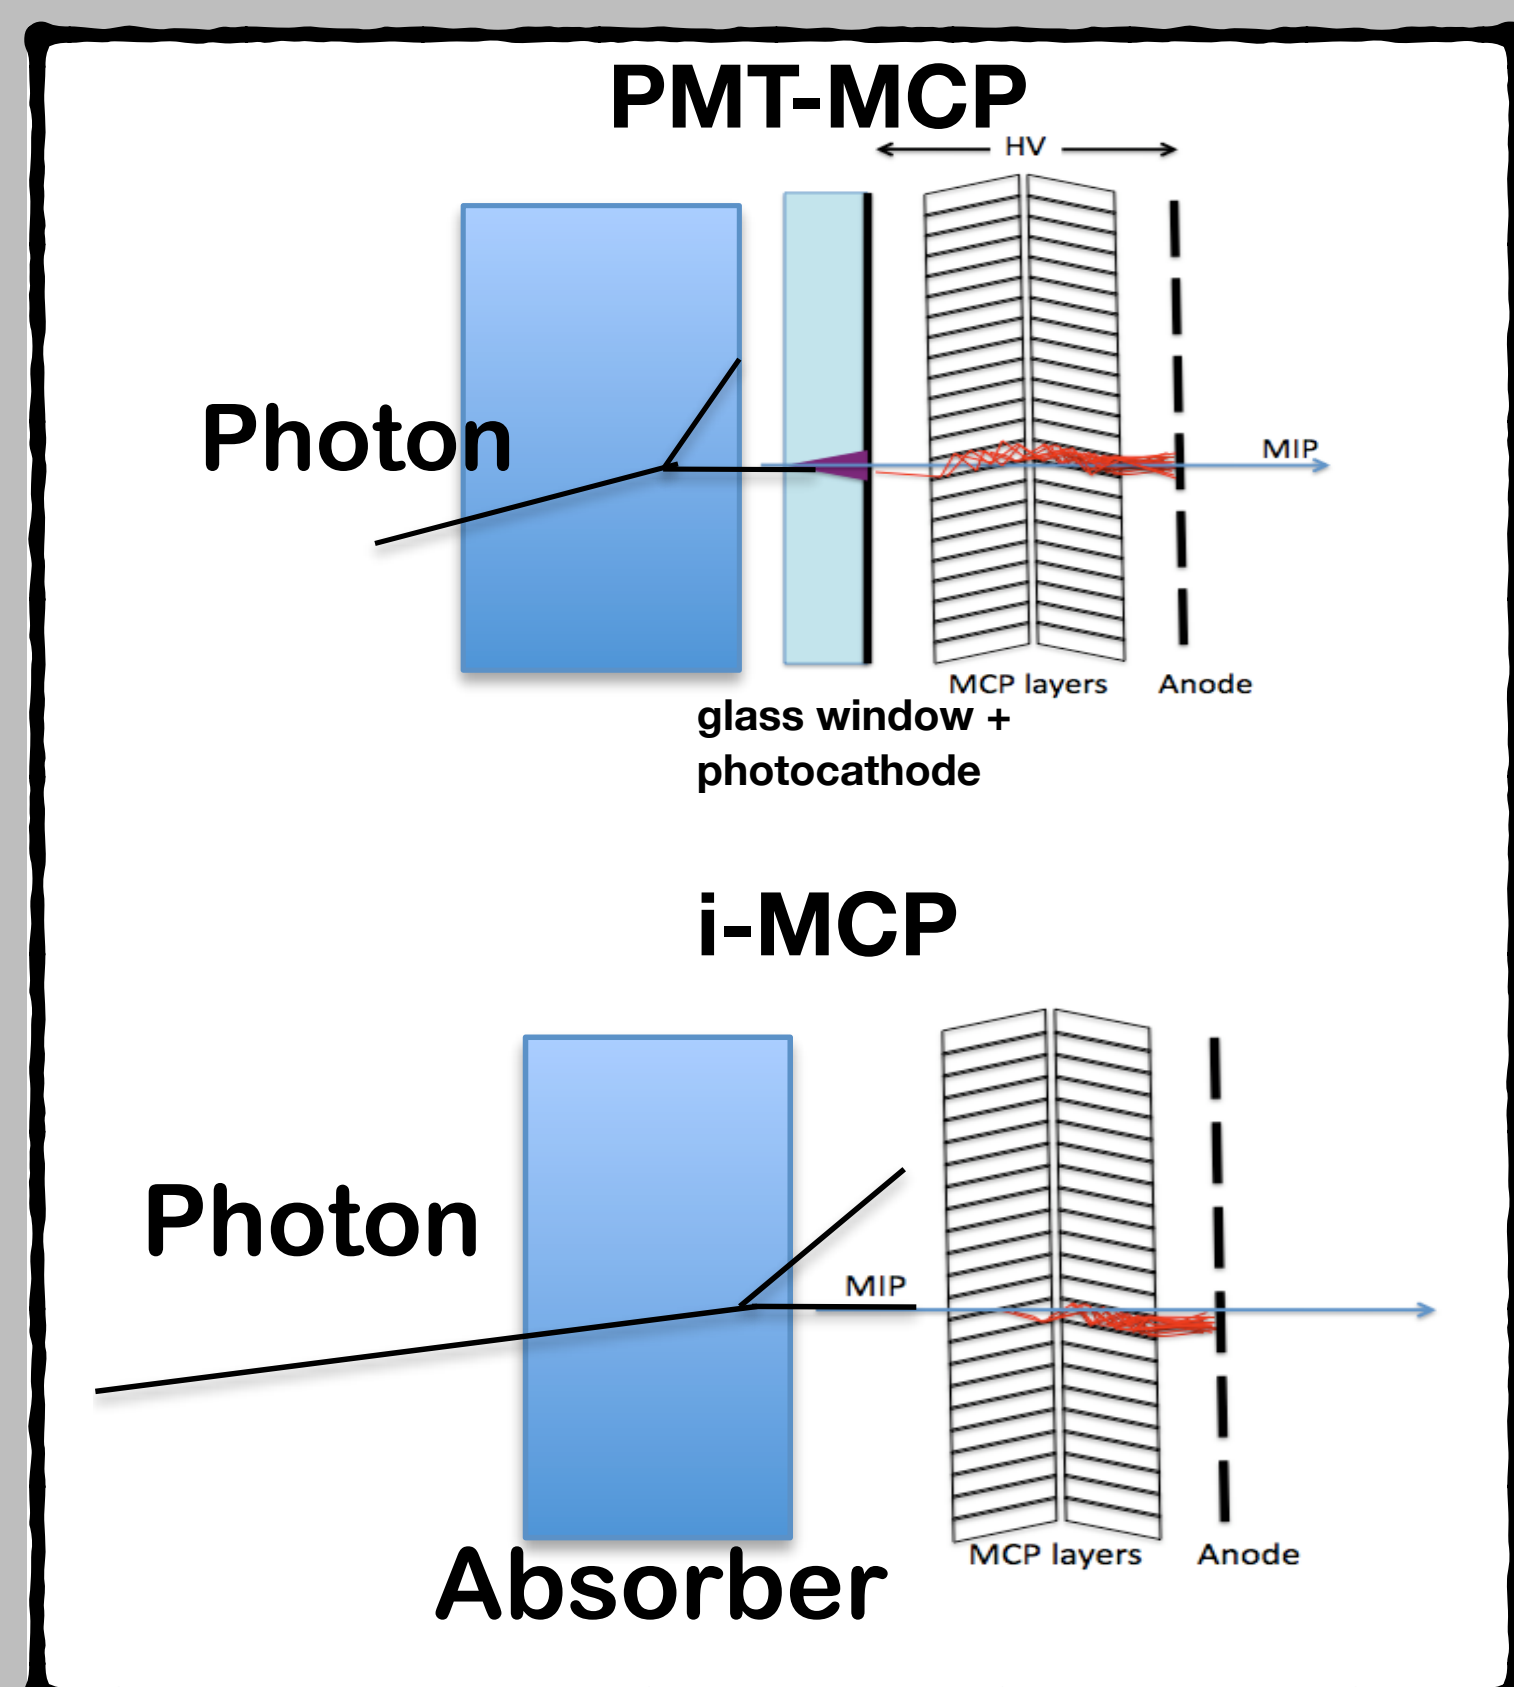 PMT-MCP
HV
Photon
MIP
MCP layers
Anode
glass window +
photocathode
i-MCP
Photon
MIP
MCP layers
Anode
Absorber